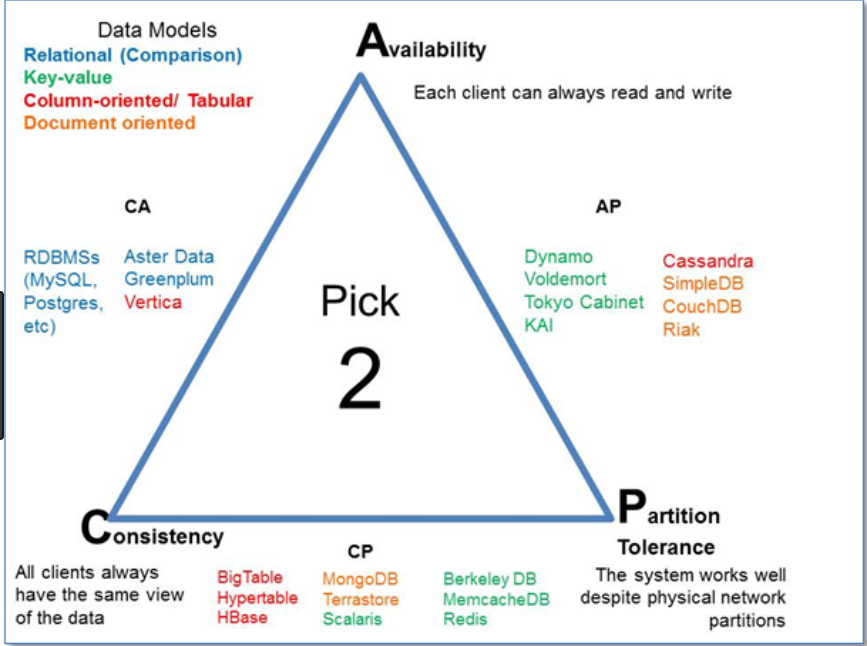 Data Models
Relational (Comparison)
Key-value
Column-oriented/ Tabular
Document oriented
Availability
Each client can always read and write
CA
RDBMSs
(MySQL,
Postgres,
etc)
Aster Data
Greenplum
Vertica
Pick
2
AP
Dynamo
Voldemort
Tokyo Cabinet
KAI
Cassandra
SimpleDB
CouchDB
Riak
Consistency
All clients always
have the same view
of the data
CP
BigTable
Hypertable
HBase
MongoDB
Terrastore
Scalaris
Berkeley DB
MemcacheDB
Redis
Partition
Tolerance
The system works well
despite physical network
partitions